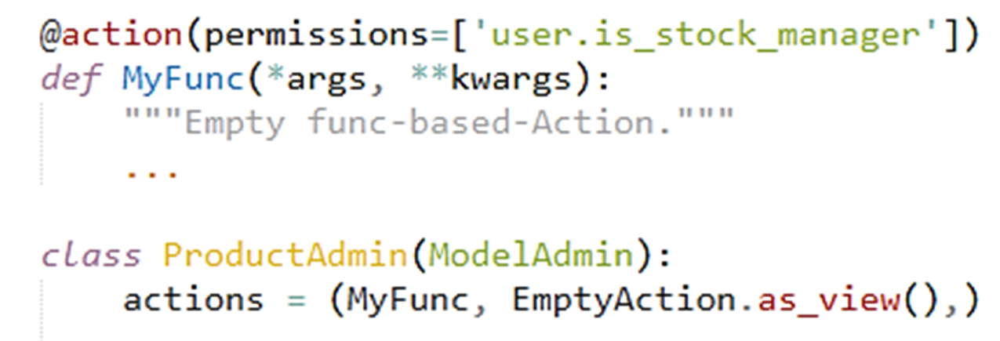 @action(permissions=['user.is_stock_manager'])
def MyFunc(*args, **kwargs):
    """Empty func-based-Action."""
    ...
class ProductAdmin(ModelAdmin):
    actions = (MyFunc, EmptyAction.as_view(),)